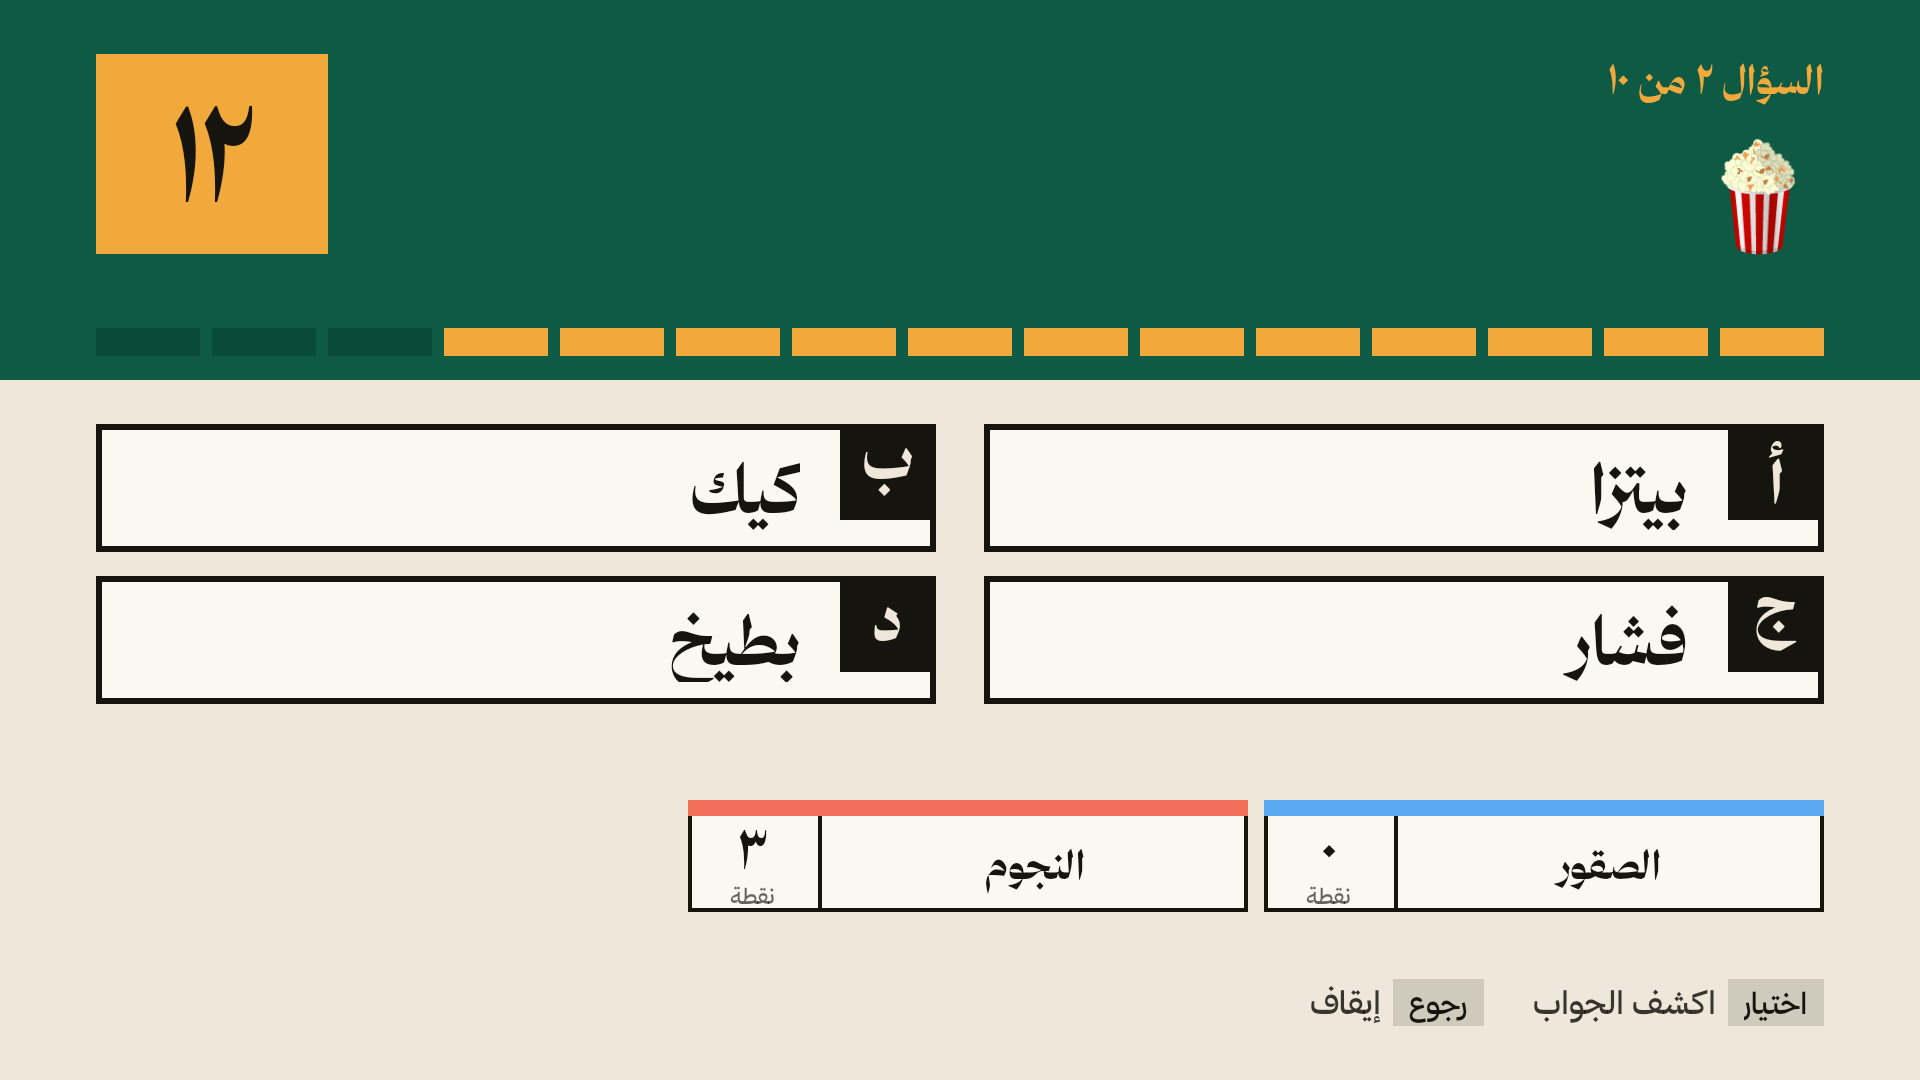 السؤال ٢ من ١٠
١٢
أ بيتزا
ب كيك
ج فشار
د بطيخ
الصقور
٠
نقطة
النجوم
٣
نقطة
اختيار اكشف الجواب رجوع إيقاف